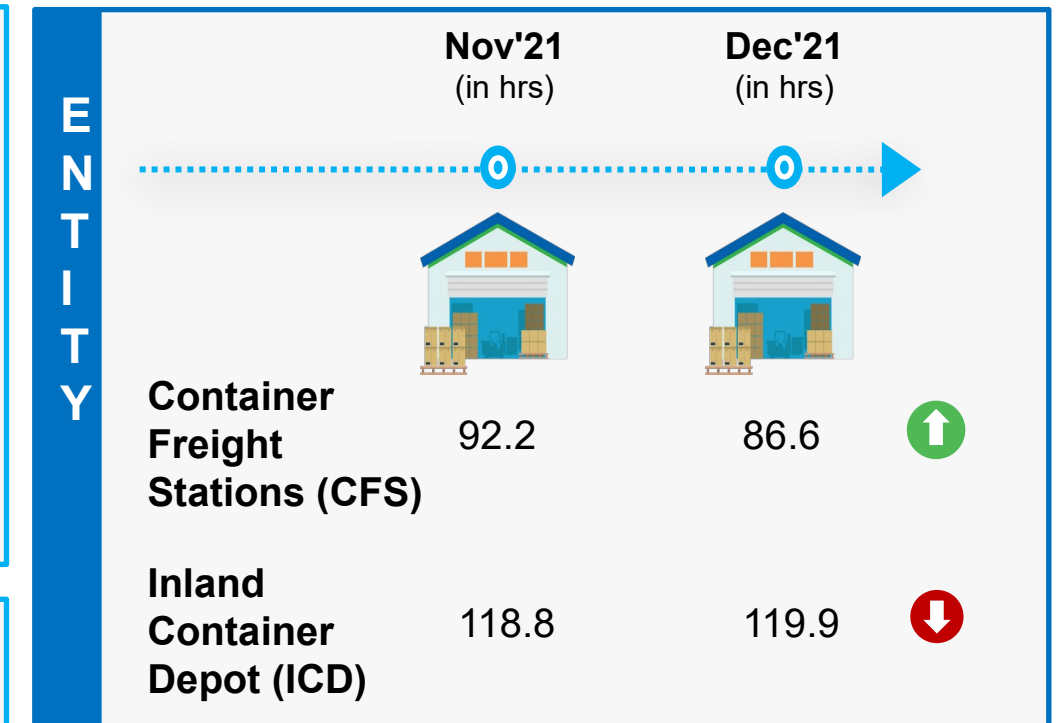 ENTITY
Nov'21
(in hrs)
Dec'21
(in hrs)
Container
Freight
Stations (CFS)
92.2
86.6
Inland
Container
Depot (ICD)
118.8
119.9